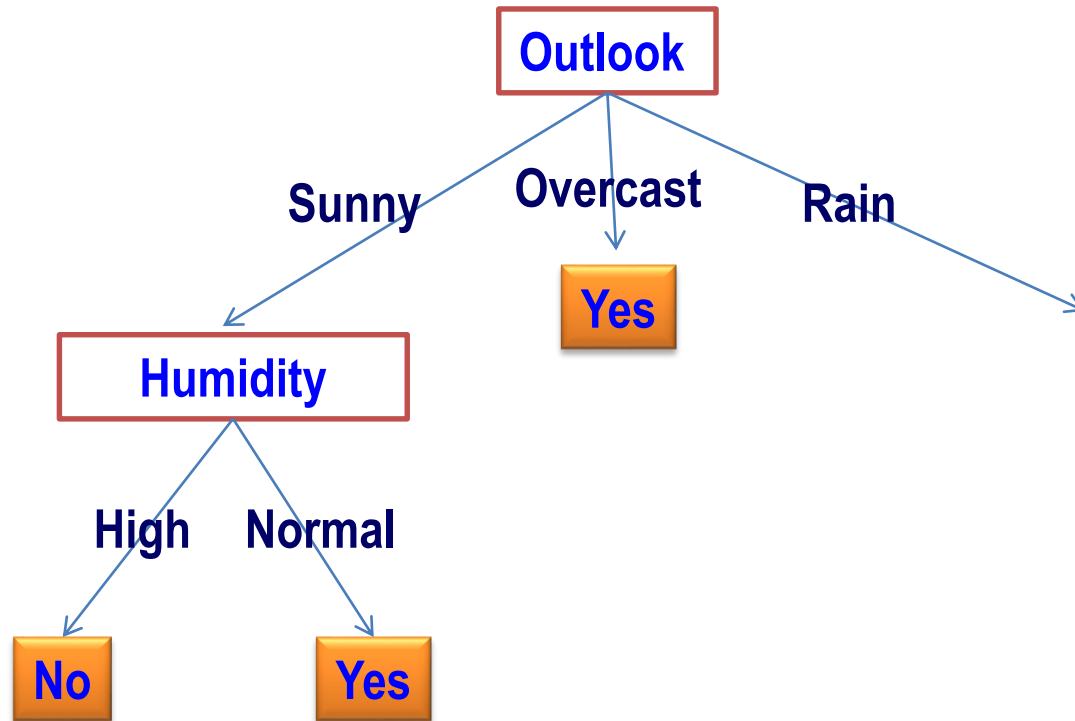 Outlook
Sunny
Overcast
Rain
Yes
Humidity
High
Normal
No
Yes